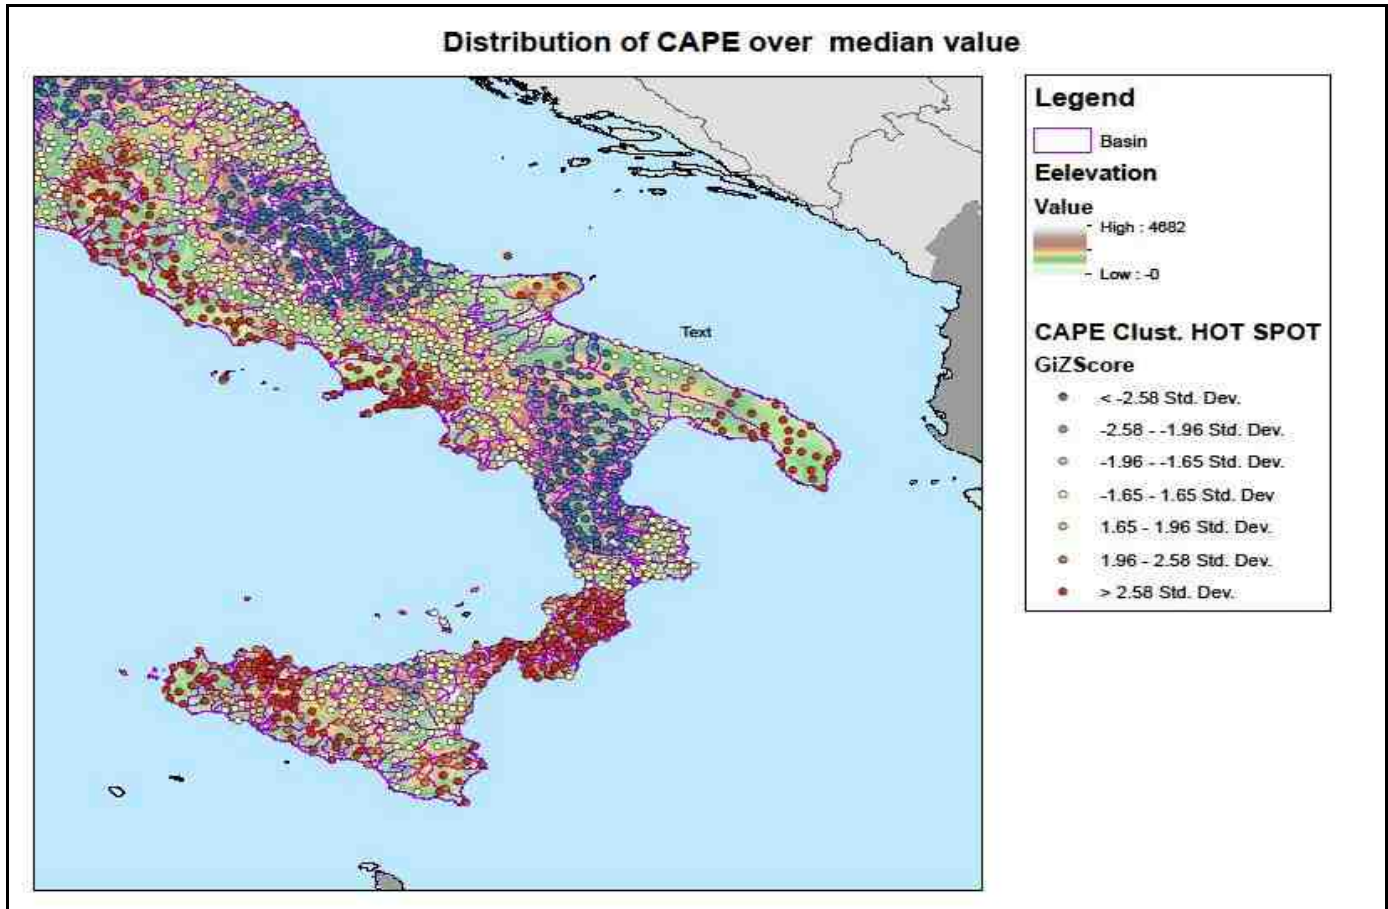 Distribution of CAPE over median value
Text
Legend
Basin
Eelevation
Value
High : 4682
Low : -0
CAPE Clust. HOT SPOT
GiZScore
< -2.58 Std. Dev.
-2.58 - -1.96 Std. Dev.
-1.96 - -1.65 Std. Dev.
-1.65 - 1.65 Std. Dev
1.65 - 1.96 Std. Dev.
1.96 - 2.58 Std. Dev.
> 2.58 Std. Dev.